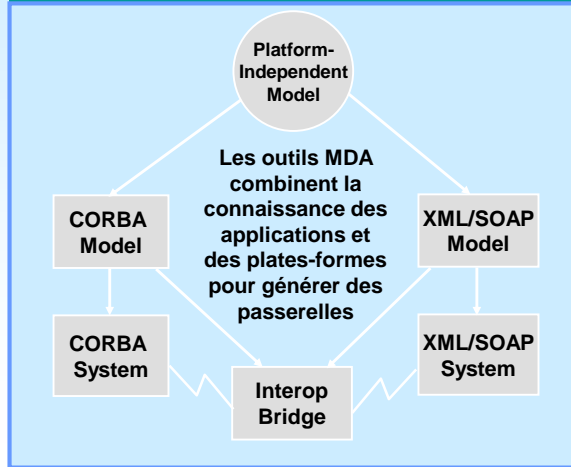 Platform-
Independent
Model
Les outils MDA
combinent la
connaissance des
applications et
des plates-formes
pour générer des
passerelles
CORBA
Model
XML/SOAP
Model
CORBA
System
XML/SOAP
System
Interop
Bridge